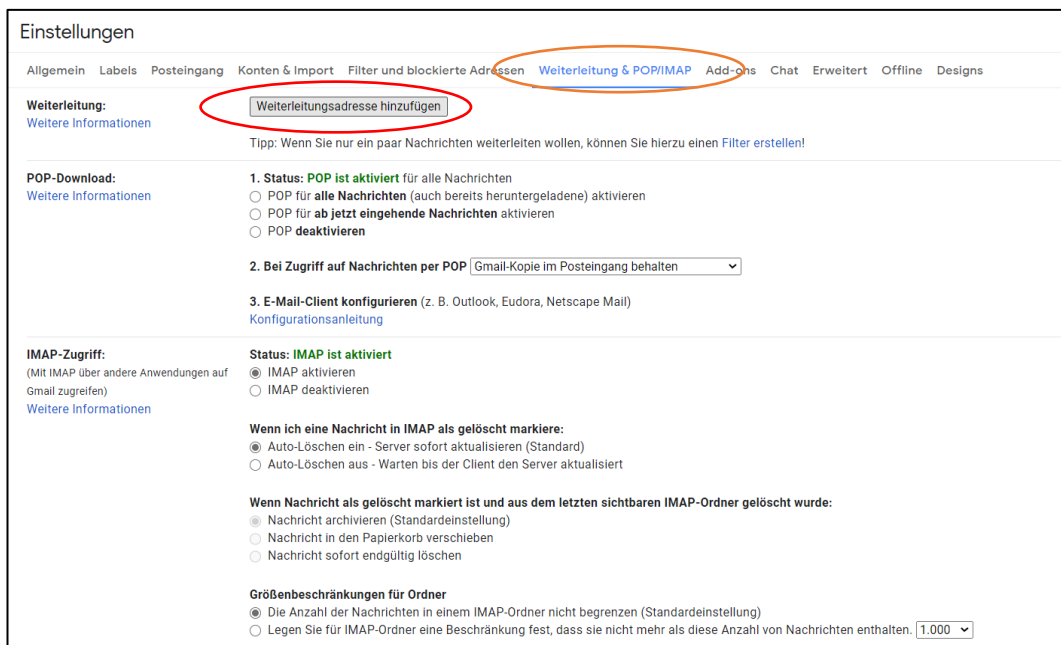 Einstellungen
Allgemein Labels Posteingang Konten & Import Filter und blockierte Adressen Weiterleitung & POP/IMAP Add-ons Chat Erweitert Offline Designs
Weiterleitung:
Weitere Informationen
Weiterleitungsadresse hinzufügen
Tipp: Wenn Sie nur ein paar Nachrichten weiterleiten wollen, können Sie hierzu einen Filter erstellen!
POP-Download:
Weitere Informationen
1. Status: POP ist aktiviert für alle Nachrichten
POP für alle Nachrichten (auch bereits heruntergeladene) aktivieren
POP für ab jetzt eingehende Nachrichten aktivieren
POP deaktivieren
2. Bei Zugriff auf Nachrichten per POP Gmail-Kopie im Posteingang behalten
3. E-Mail-Client konfigurieren (z. B. Outlook, Eudora, Netscape Mail)
Konfigurationsanleitung
IMAP-Zugriff:
(Mit IMAP über andere Anwendungen auf
Gmail zugreifen)
Weitere Informationen
Status: IMAP ist aktiviert
IMAP aktivieren
IMAP deaktivieren
Wenn ich eine Nachricht in IMAP als gelöscht markiere:
Auto-Löschen ein - Server sofort aktualisieren (Standard)
Auto-Löschen aus - Warten bis der Client den Server aktualisiert
Wenn Nachricht als gelöscht markiert ist und aus dem letzten sichtbaren IMAP-Ordner gelöscht wurde:
Nachricht archivieren (Standardeinstellung)
Nachricht in den Papierkorb verschieben
Nachricht sofort endgültig löschen
Größenbeschränkungen für Ordner
Die Anzahl der Nachrichten in einem IMAP-Ordner nicht begrenzen (Standardeinstellung)
Legen Sie für IMAP-Ordner eine Beschränkung fest, dass sie nicht mehr als diese Anzahl von Nachrichten enthalten. 1.000